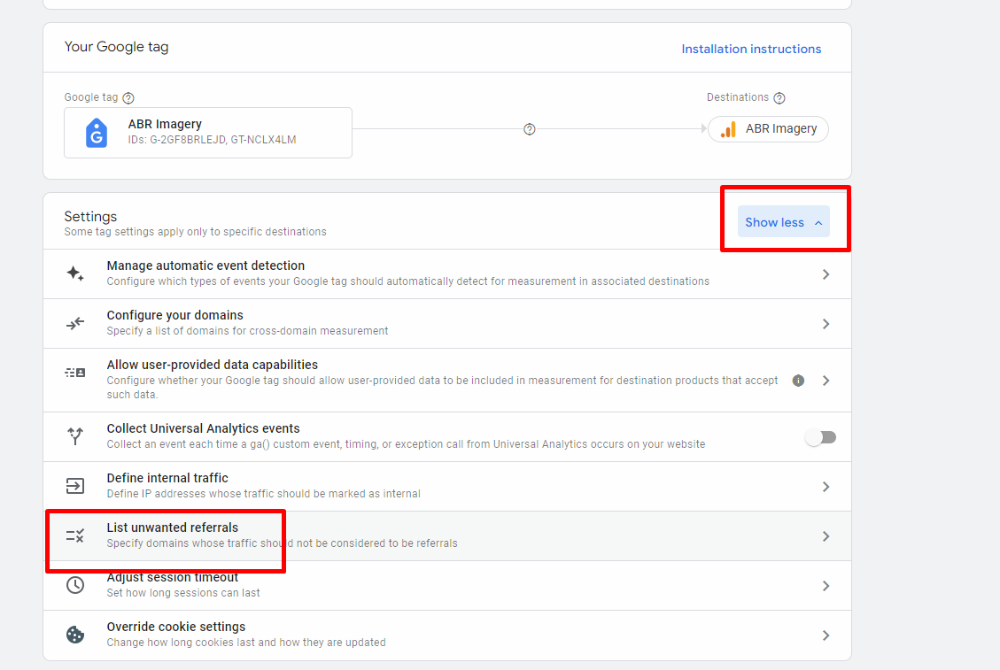 Your Google tag
Installation instructions
Google tag
Destinations
ABR Imagery
IDs: G-2GF8BRLEJD, GT-NCLX4LM
ABR Imagery
Settings
Some tag settings apply only to specific destinations
Show less
Manage automatic event detection
Configure which types of events your Google tag should automatically detect for measurement in associated destinations
Configure your domains
Specify a list of domains for cross-domain measurement
Allow user-provided data capabilities
Configure whether your Google tag should allow user-provided data to be included in measurement for destination products that accept
such data.
Collect Universal Analytics events
Collect an event each time a ga() custom event, timing, or exception call from Universal Analytics occurs on your website
Define internal traffic
Define IP addresses whose traffic should be marked as internal
List unwanted referrals
Specify domains whose traffic should not be considered to be referrals
Adjust session timeout
Set how long sessions can last
Override cookie settings
Change how long cookies last and how they are updated